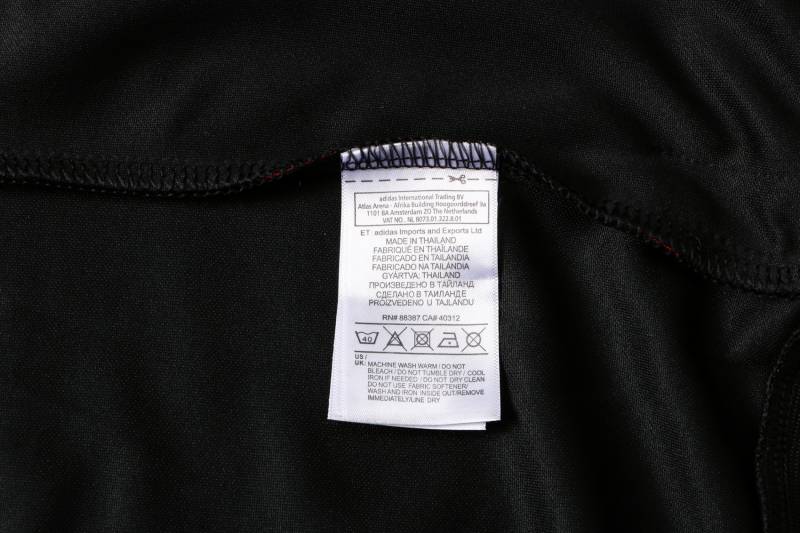 adidas International Trading BV
Atlas Arena - Afrika Building Hoogoorddreef 9a
1101 BA Amsterdam ZO The Netherlands
VAT NO.: NL 8073.01.322.B.01
ET adidas Imports and Exports Ltd
MADE IN THAILAND
FABRIQUÉ EN THAÏLANDE
FABRICADO EN TAILANDIA
FABRICADO NA TAILÂNDIA
GYÁRTVA: THAILAND
ПРОИЗВЕДЕНО В ТАЙЛАНД
СДЕЛАНО В ТАИЛАНДЕ
PROIZVEDENO U TAJLANDU
RN# 88387 CA# 40312
40
US /
UK: MACHINE WASH WARM / DO NOT
BLEACH / DO NOT TUMBLE DRY / COOL
IRON IF NEEDED / DO NOT DRY CLEAN
DO NOT USE FABRIC SOFTENER/
WASH AND IRON INSIDE OUT/REMOVE
IMMEDIATELY/LINE DRY